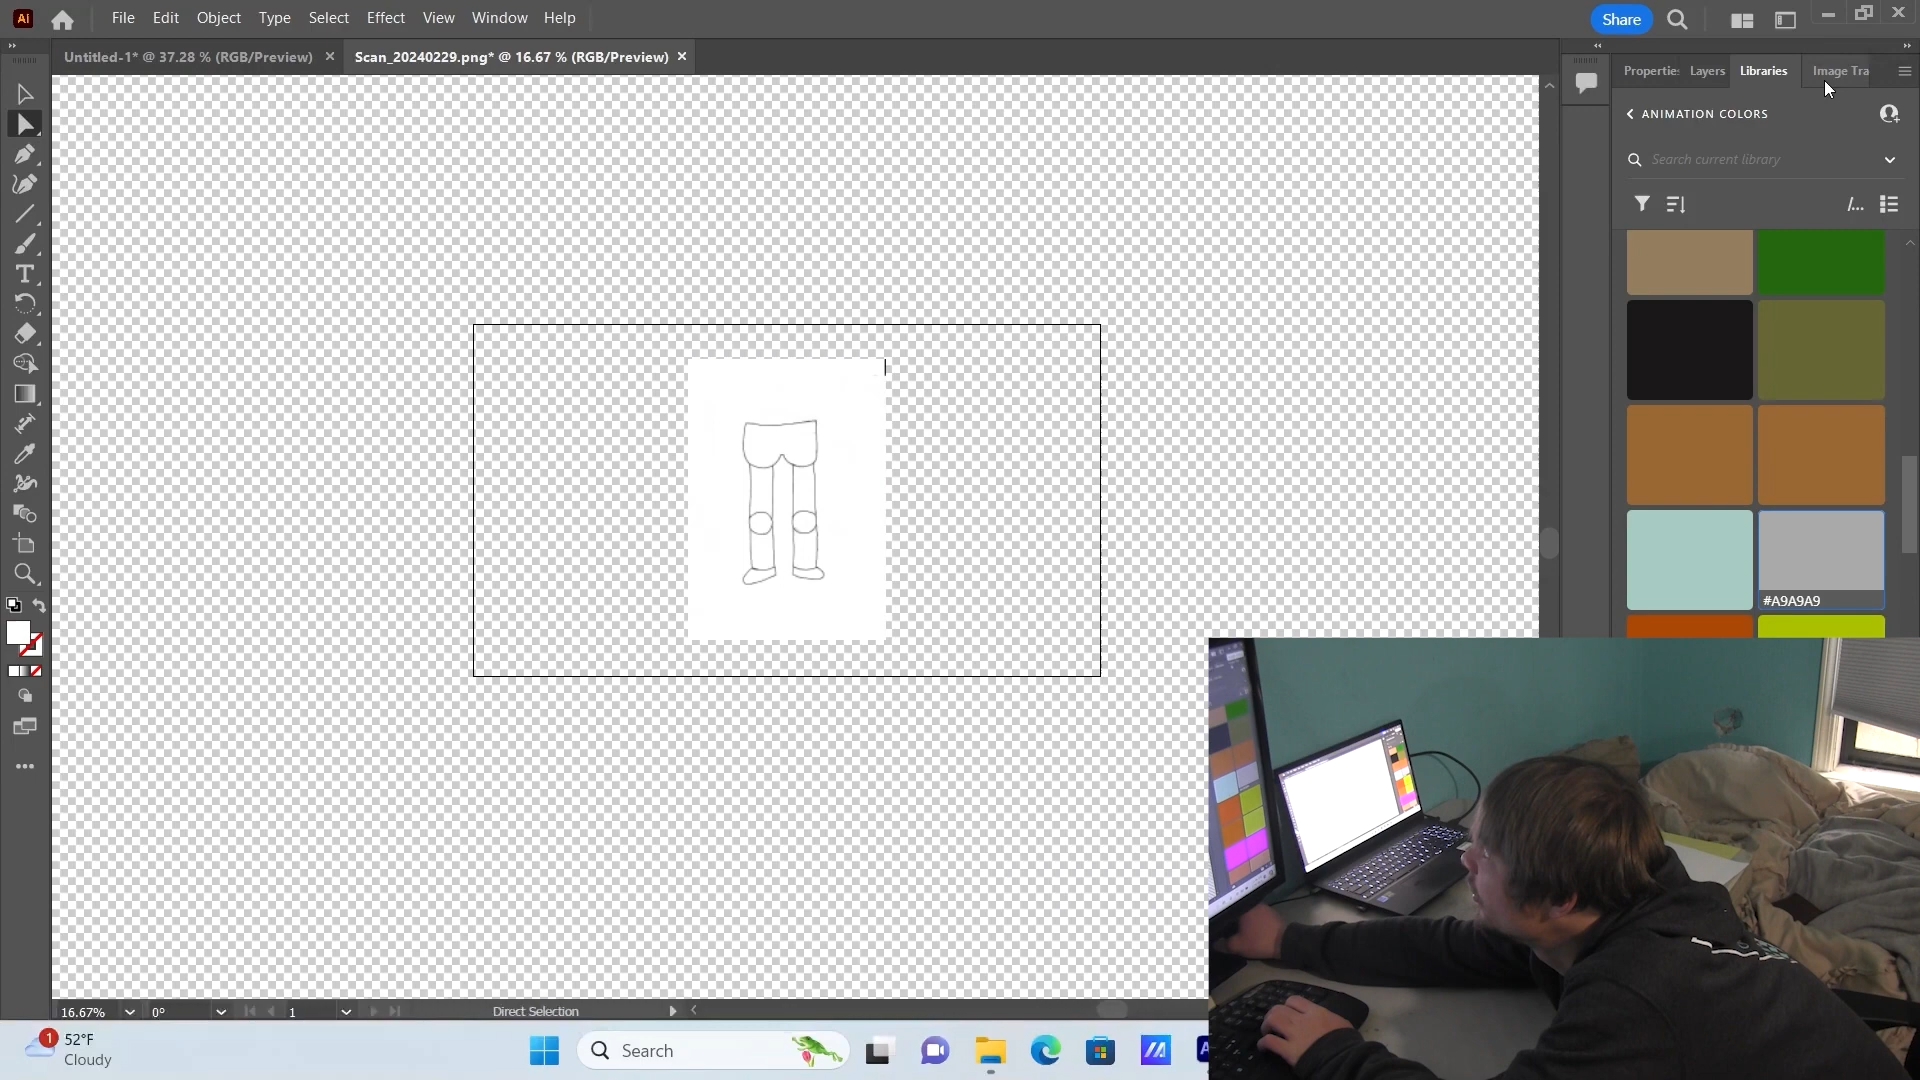 Ai
File Edit Object Type Select Effect View Window Help
Share
Untitled-1* @ 37.28 % (RGB/Preview) ×
Scan_20240229.png* @ 16.67 % (RGB/Preview) ×
Propertie Layers Libraries Image Tra
ANIMATION COLORS
Search current library
/...
T
#A9A9A9
16.67% 0° 1 Direct Selection
1
52°F
Cloudy
Search